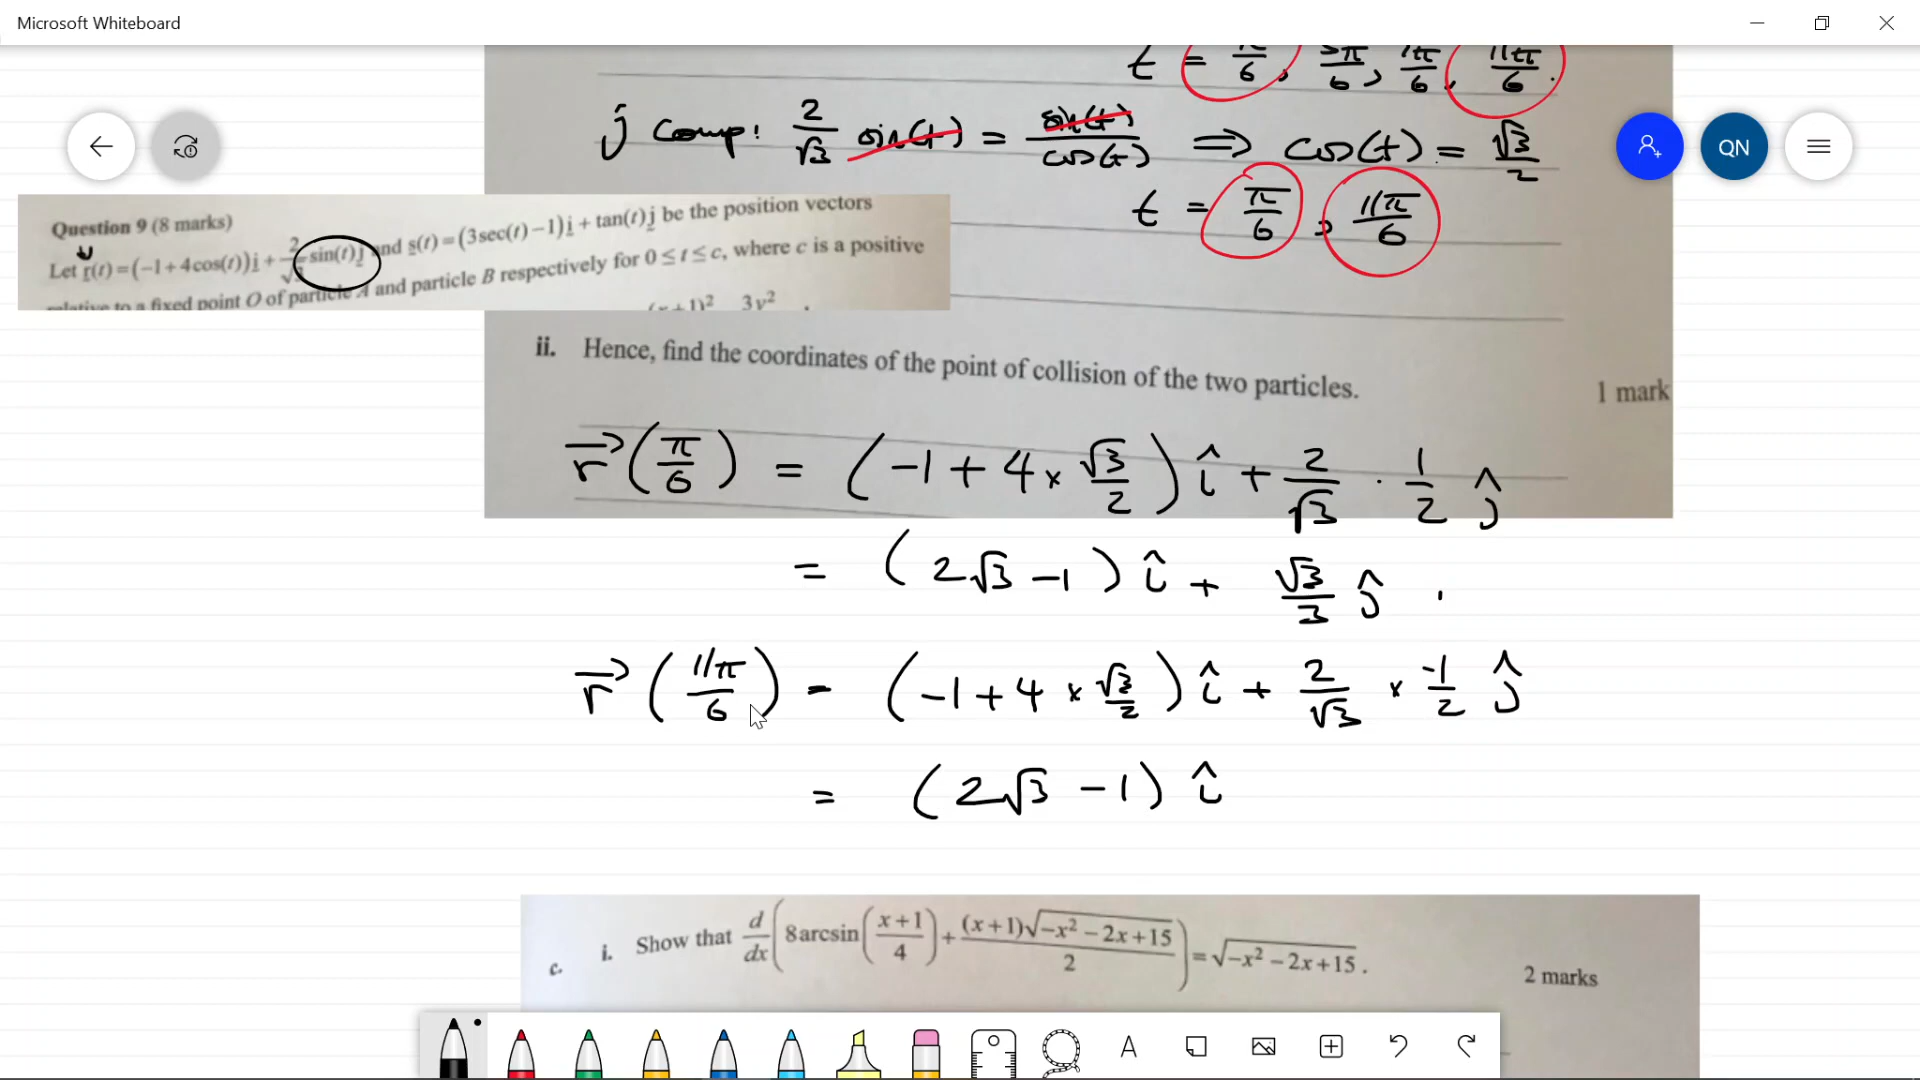 Microsoft Whiteboard
t = π/6, 5π/6, 7π/6, 11π/6.
j comp: 2/√3 sin(t) = sin(t)/cos(t) ⇒ cos(t) = √3/2
t = π/6, 11π/6
QN
Question 9 (8 marks)
Let r(t) = (−1+4cos(t))i + 2/√3 sin(t)j and s(t) = (3sec(t)−1)i + tan(t)j be the position vectors
relative to a fixed point O of particle A and particle B respectively for 0 ≤ t ≤ c, where c is a positive
(x+1)² 3y²
ii. Hence, find the coordinates of the point of collision of the two particles.
1 mark
r⃗(π/6) = (−1+4×√3/2) î + 2/√3 · 1/2 ĵ
= (2√3 −1) î + √3/3 ĵ .
r⃗(11π/6) = (−1+4×√3/2) î + 2/√3 × −1/2 ĵ
= (2√3 −1) î
c. i. Show that d/dx(8arcsin((x+1)/4) + (x+1)√(−x²−2x+15)/2) = √(−x²−2x+15).
2 marks
A